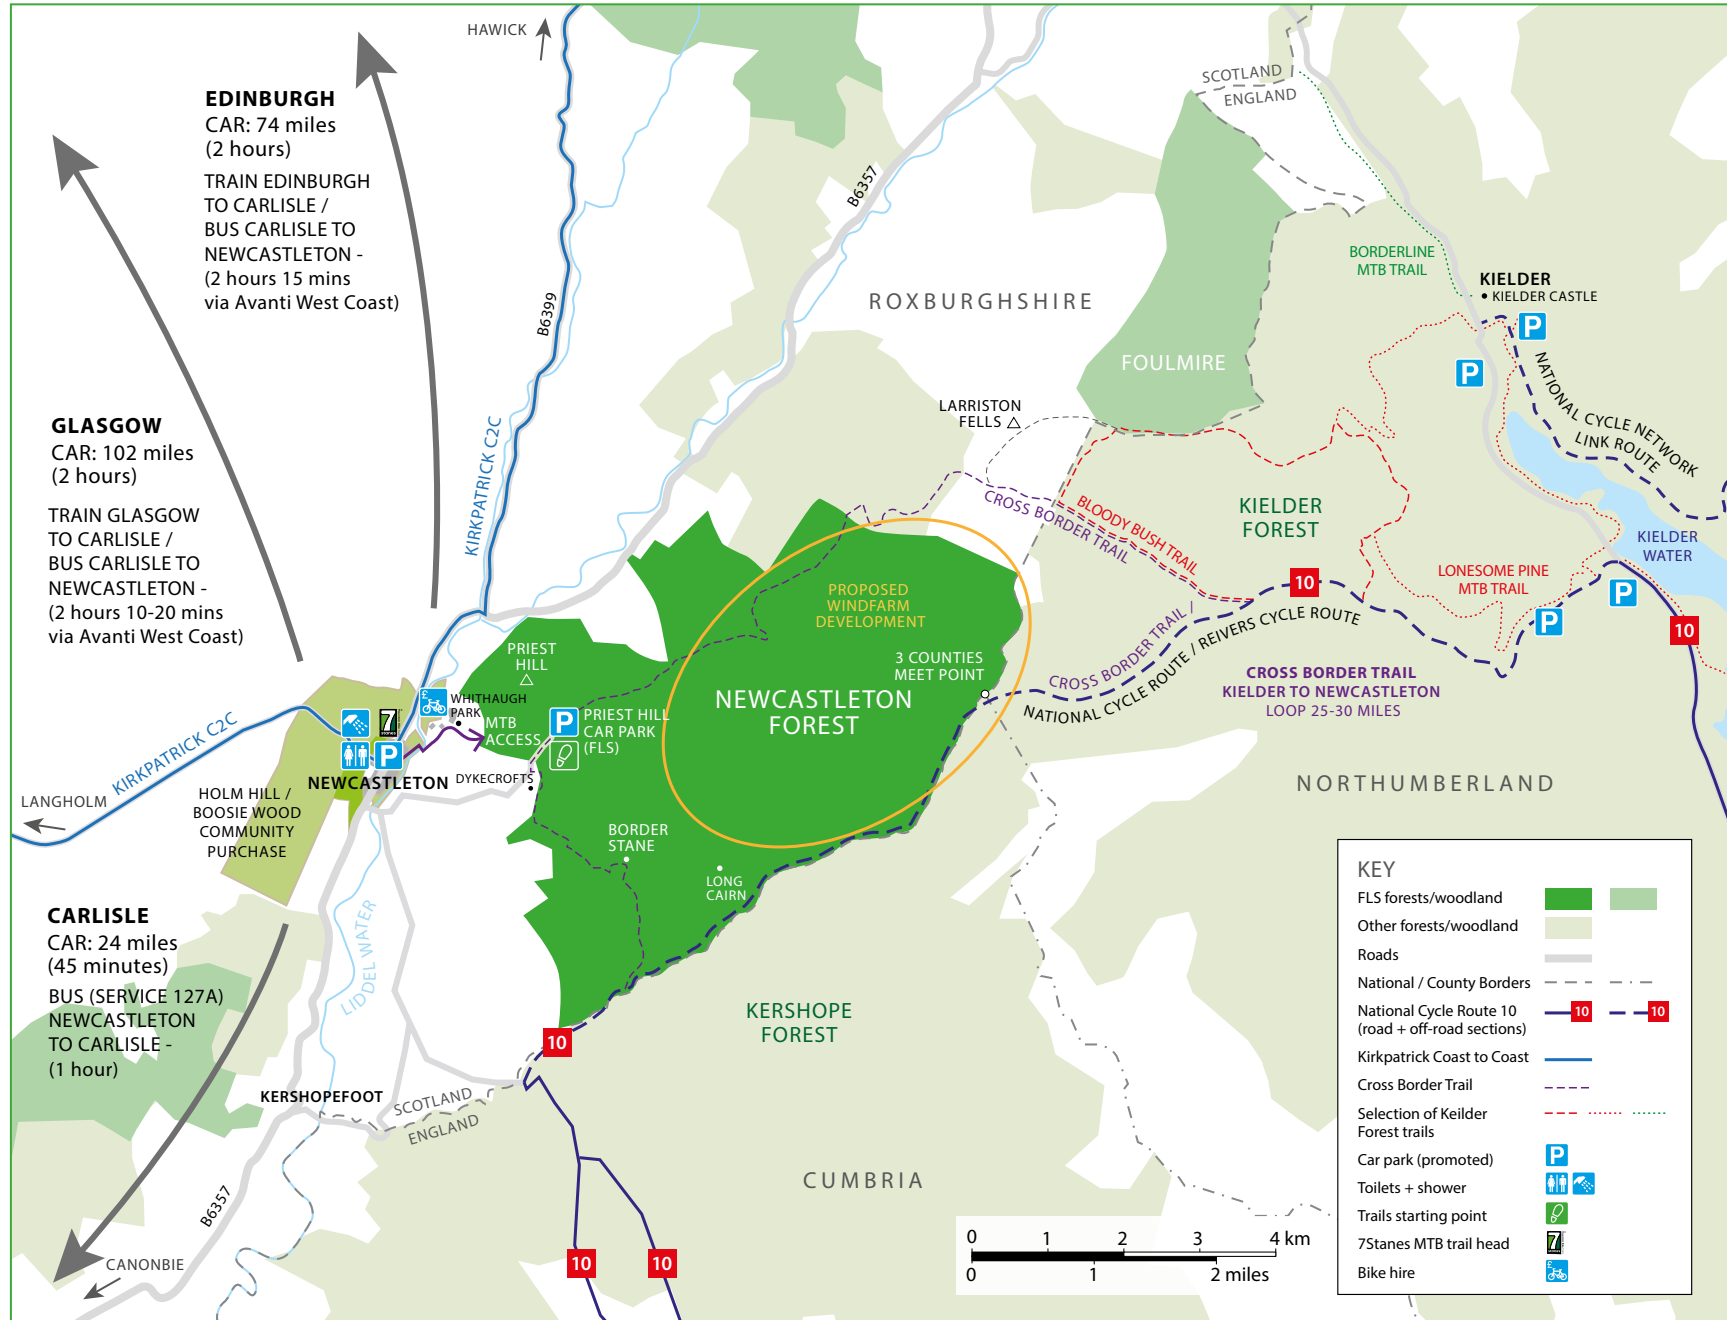 HAWICK
EDINBURGH
CAR: 74 miles
(2 hours)
TRAIN EDINBURGH
TO CARLISLE /
BUS CARLISLE TO
NEWCASTLETON -
(2 hours 15 mins
via Avanti West Coast)
GLASGOW
CAR: 102 miles
(2 hours)
TRAIN GLASGOW
TO CARLISLE /
BUS CARLISLE TO
NEWCASTLETON -
(2 hours 10-20 mins
via Avanti West Coast)
B6399
KIRKPATRICK C2C
B6357
ROXBURGHSHIRE
SCOTLAND
ENGLAND
FOULMIRE
LARRISTON
FELLS
BORDERLINE
MTB TRAIL
KIELDER
KIELDER CASTLE
P
P
NATIONAL CYCLE NETWORK
LINK ROUTE
KIELDER
WATER
KIELDER
FOREST
CROSS BORDER TRAIL
BLOODY BUSH TRAIL
LONESOME PINE
MTB TRAIL
10
P
P
10
CROSS BORDER TRAIL
NATIONAL CYCLE ROUTE / REIVERS CYCLE ROUTE
CROSS BORDER TRAIL
KIELDER TO NEWCASTLETON
LOOP 25-30 MILES
NORTHUMBERLAND
PROPOSED
WINDFARM
DEVELOPMENT
3 COUNTIES
MEET POINT
NEWCASTLETON
FOREST
PRIEST
HILL
P
PRIEST HILL
CAR PARK
(FLS)
£
WHITHAUGH
PARK
MTB
ACCESS
DYKECROFTS
7
stanes
P
NEWCASTLETON
KIRKPATRICK C2C
LANGHOLM
HOLM HILL /
BOOSIE WOOD
COMMUNITY
PURCHASE
BORDER
STANE
LONG
CAIRN
CARLISLE
CAR: 24 miles
(45 minutes)
BUS (SERVICE 127A)
NEWCASTLETON
TO CARLISLE -
(1 hour)
LIDDEL WATER
KERSHOPE
FOREST
10
KERSHOPEFOOT
SCOTLAND
ENGLAND
B6357
CANONBIE
CUMBRIA
10
10
0 1 2 3 4 km
0 1 2 miles
KEY
FLS forests/woodland
Other forests/woodland
Roads
National / County Borders
National Cycle Route 10 10 10
(road + off-road sections)
Kirkpatrick Coast to Coast
Cross Border Trail
Selection of Keilder
Forest trails
Car park (promoted) P
Toilets + shower
Trails starting point
7Stanes MTB trail head 7
Bike hire £